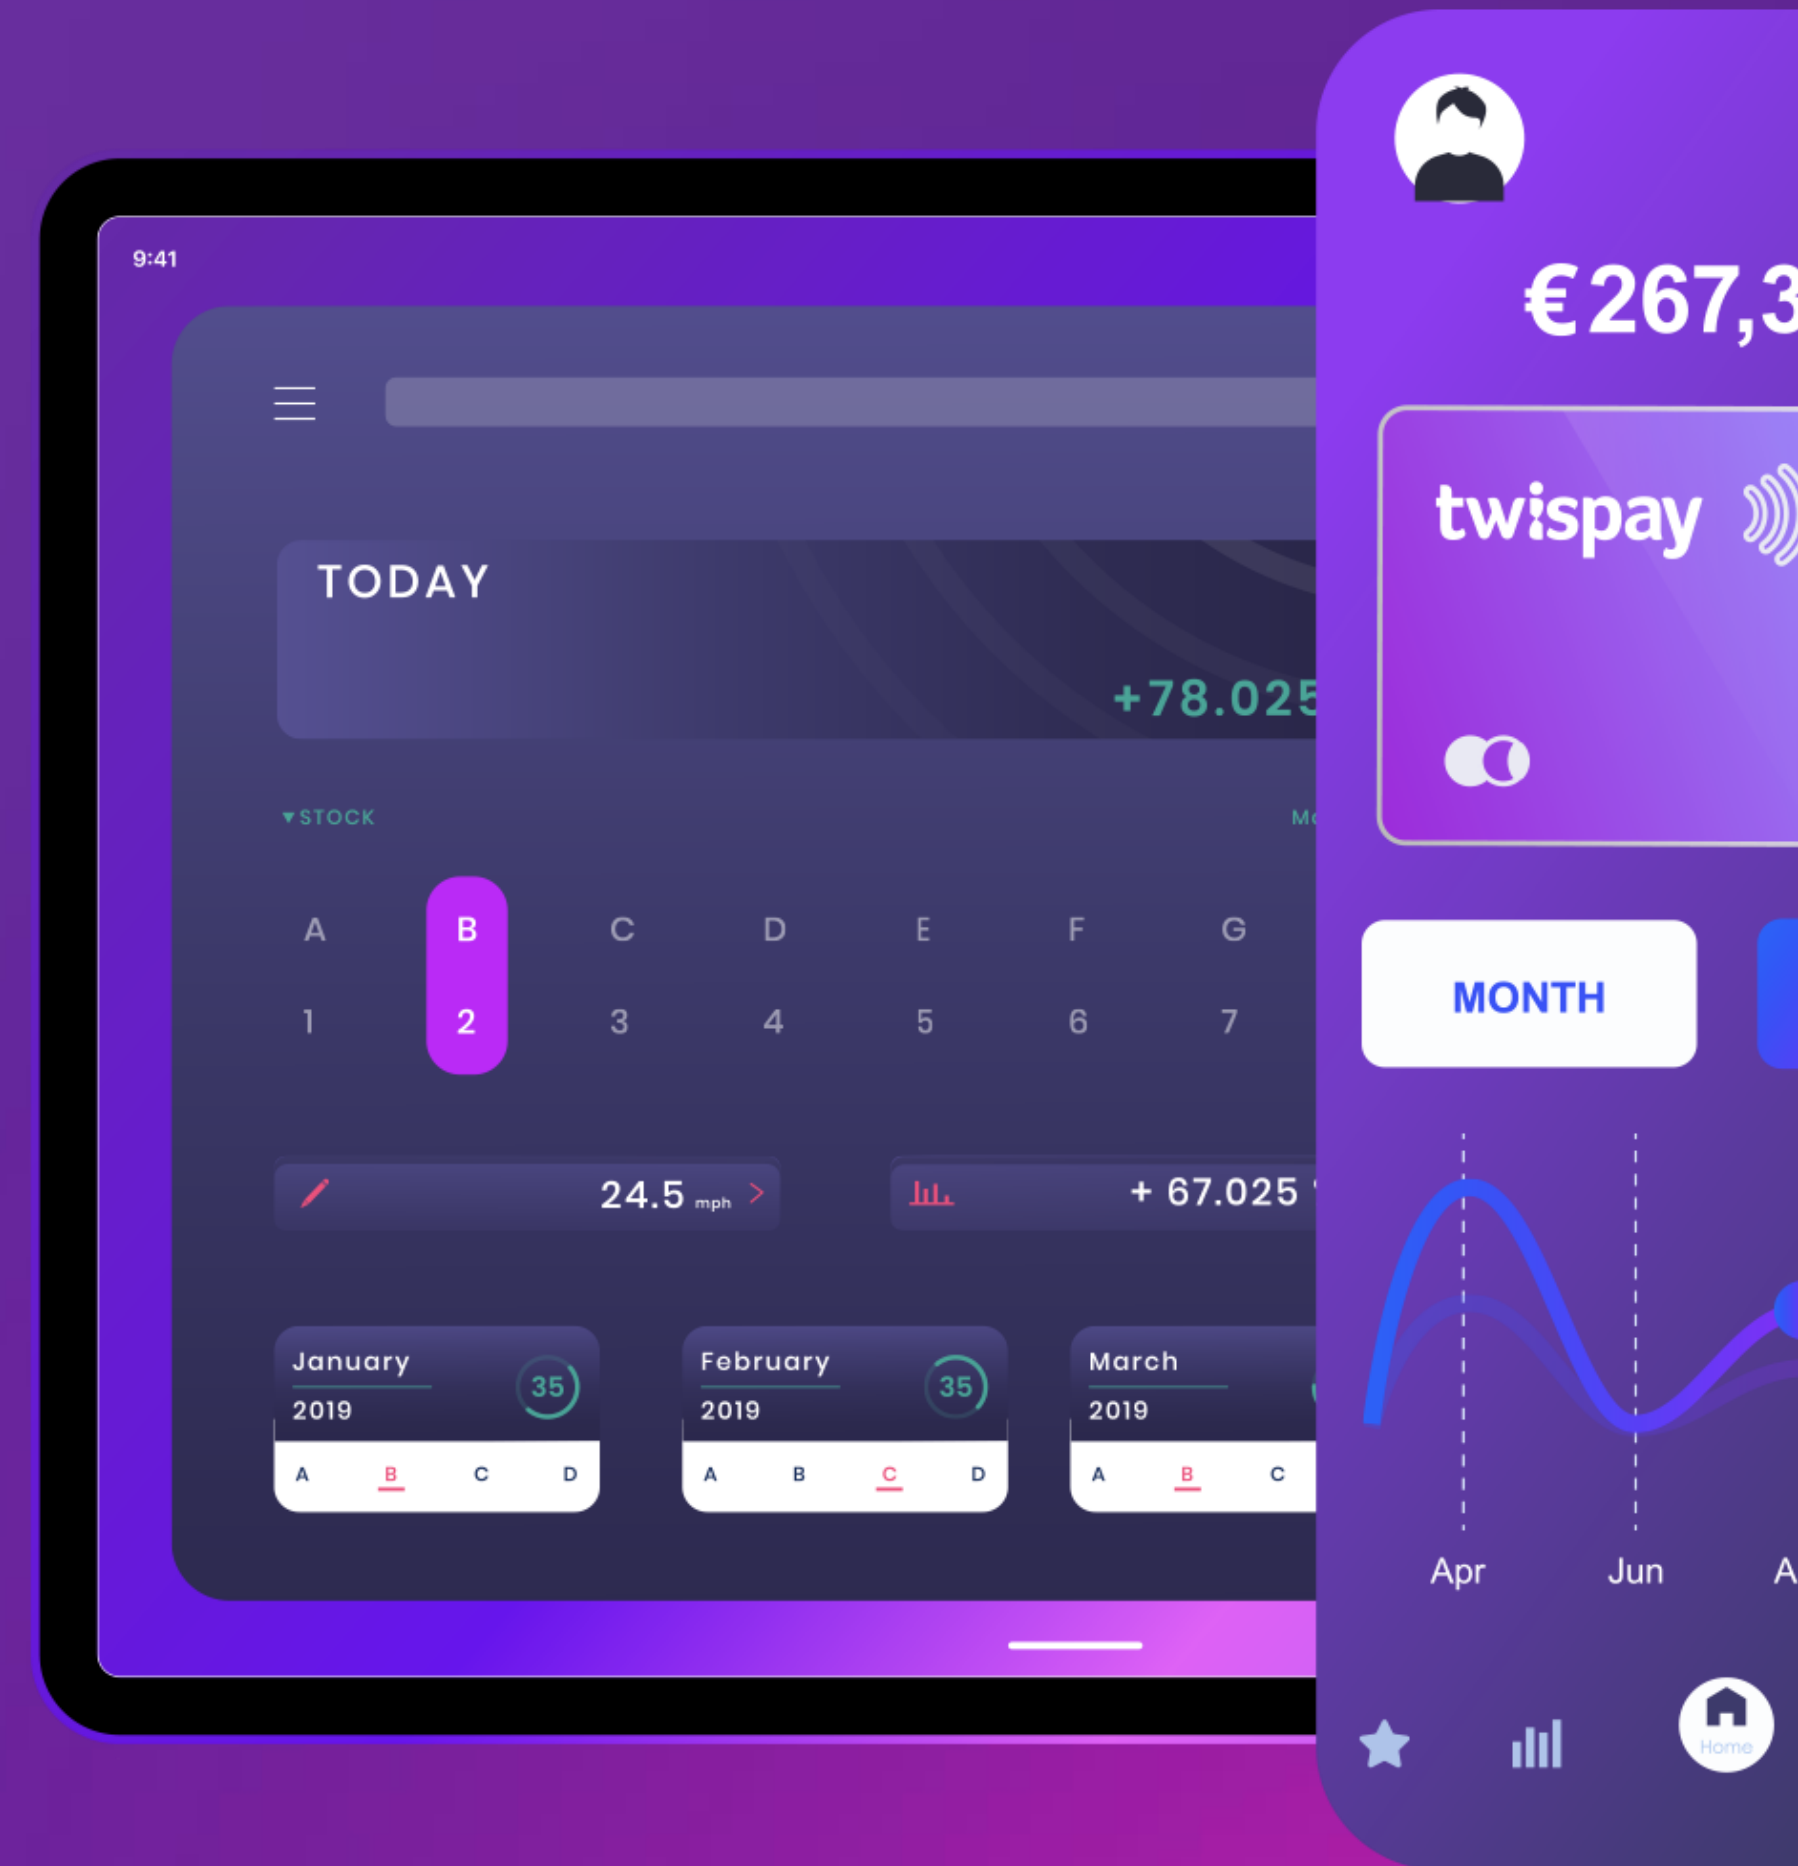 9:41
TODAY
+78.025
▼STOCK
A B C D E F G
1 2 3 4 5 6 7
24.5 mph >
+ 67.025
January
2019
35
A B C D
February
2019
35
A B C D
March
2019
A B C
€267,3
twispay
MONTH
Apr Jun
Home